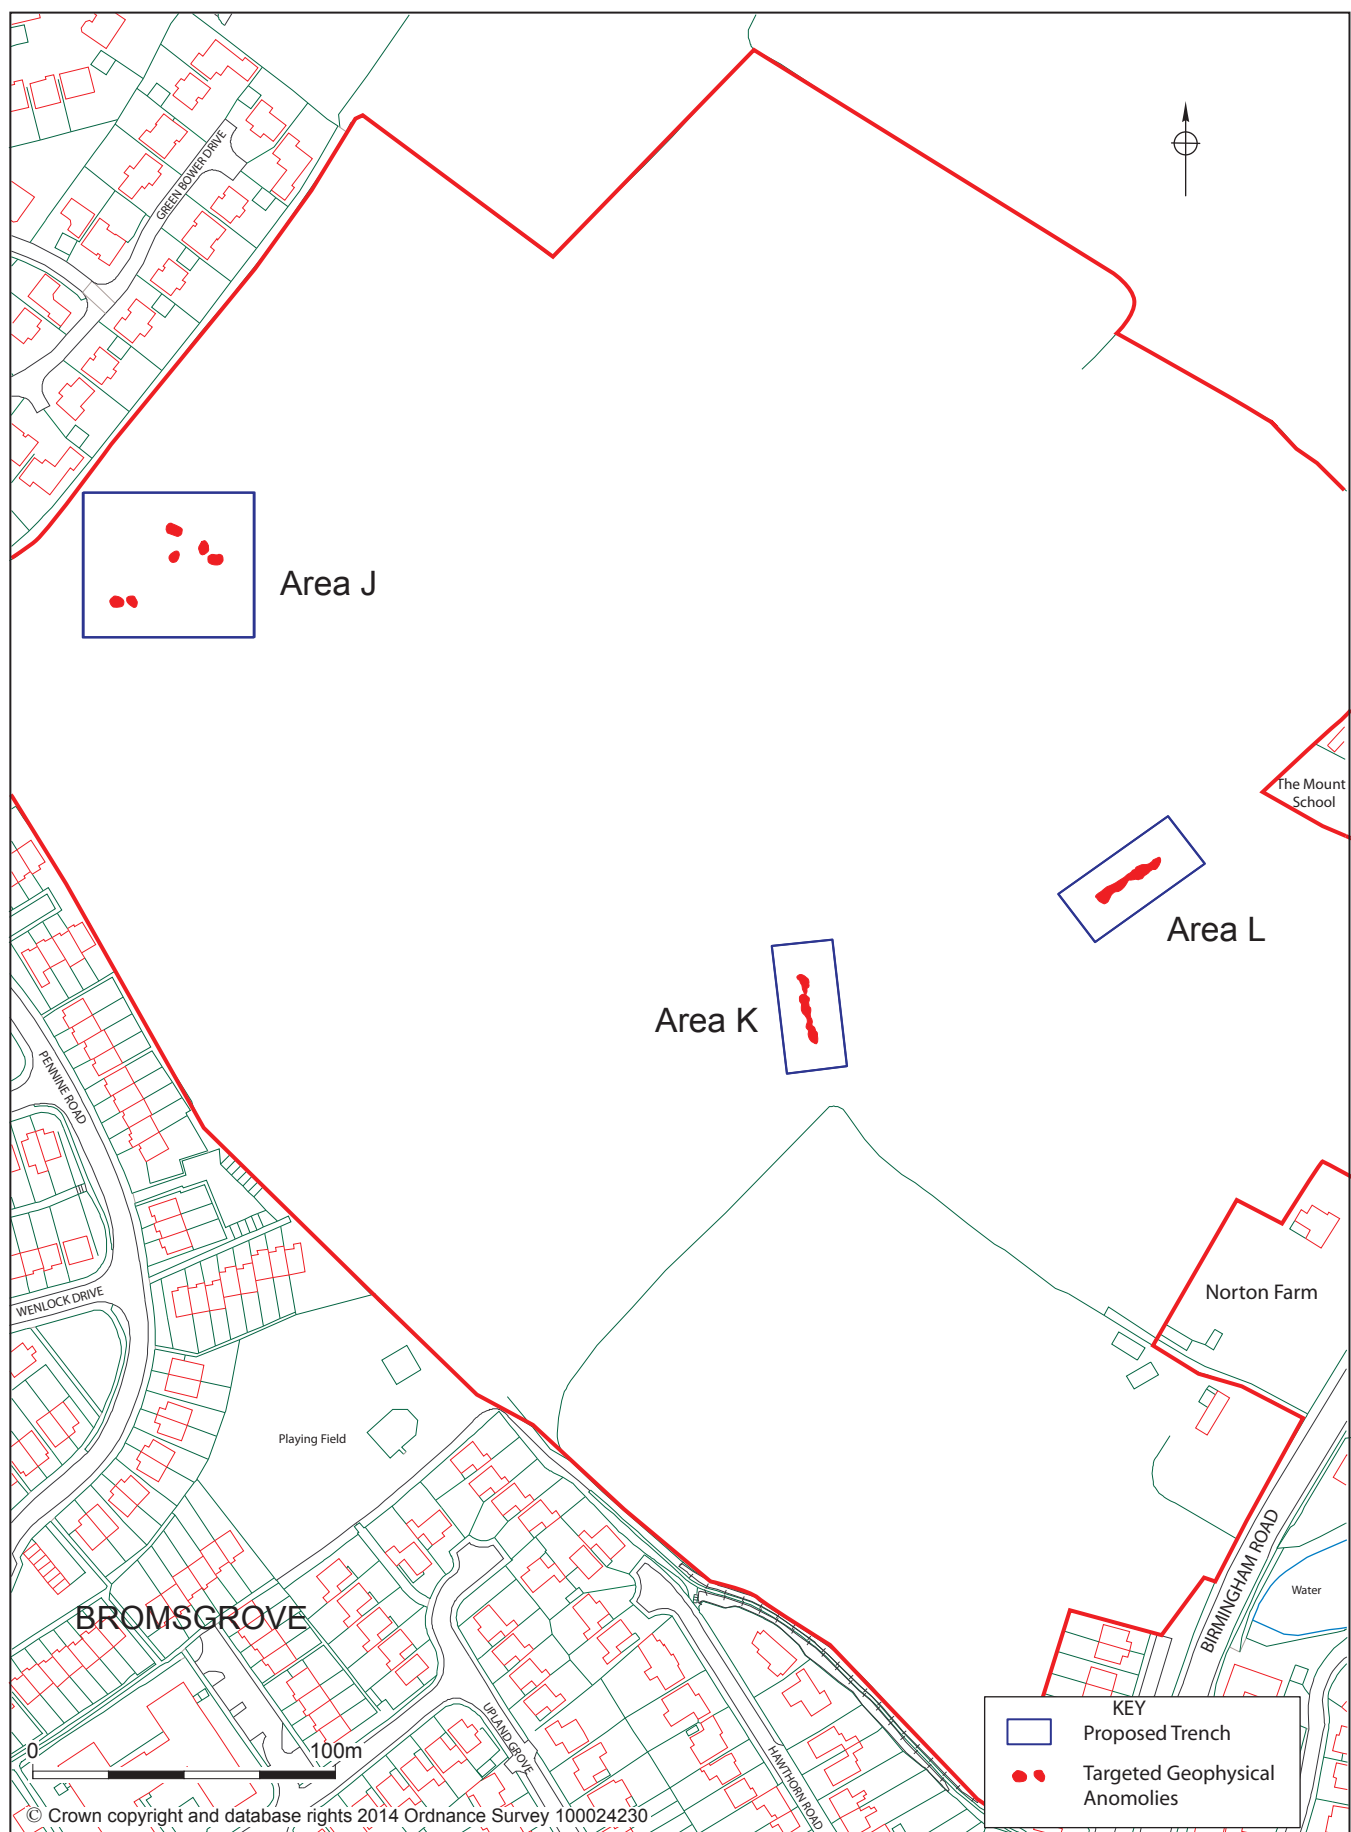 GREEN BOWER DRIVE
Area J
The Mount
School
Area L
Area K
PENNINE ROAD
WENLOCK DRIVE
Norton Farm
Playing Field
BIRMINGHAM ROAD
Water
BROMSGROVE
UPLAND GROVE
HAWTHORN ROAD
KEY
Proposed Trench
Targeted Geophysical
Anomolies
0 100m
© Crown copyright and database rights 2014 Ordnance Survey 100024230